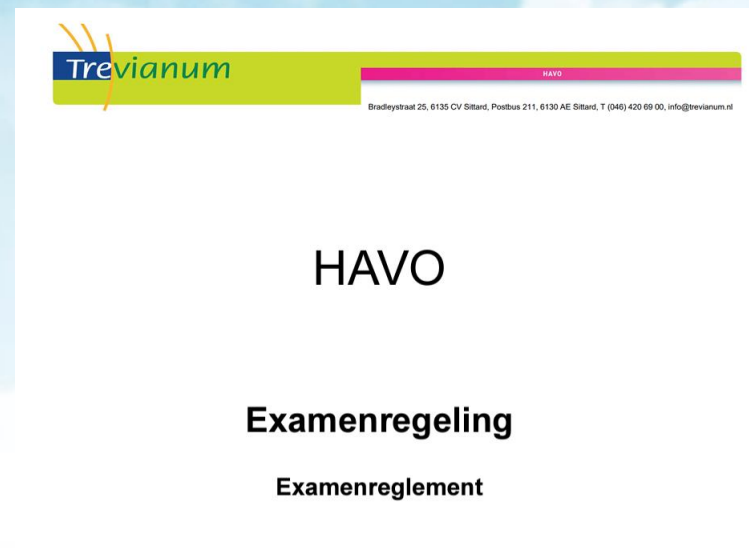 Trevianum
HAVO
Bradleystraat 25, 6135 CV Sittard, Postbus 211, 6130 AE Sittard, T (046) 420 69 00, info@trevianum.nl
HAVO
Examenregeling
Examenreglement